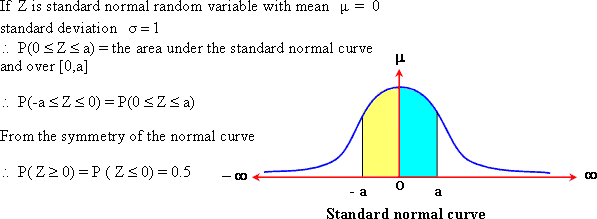 If Z is standard normal random variable with mean μ = 0
standard deviation σ = 1
∴ P(0 ≤ Z ≤ a) = the area under the standard normal curve
and over [0,a]
∴ P(-a ≤ Z ≤ 0) = P(0 ≤ Z ≤ a)
From the symmetry of the normal curve
∴ P( Z ≥ 0) = P ( Z ≤ 0) = 0.5
μ
– ∞
∞
- a
0
a
Standard normal curve